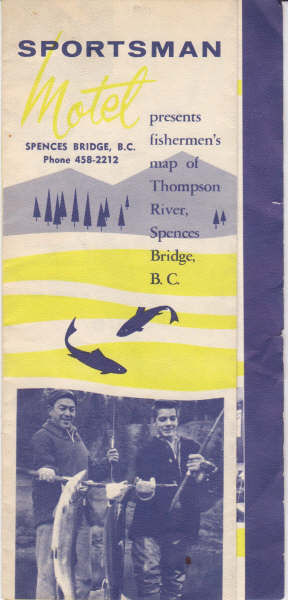 SPORTSMAN
Motel
SPENCES BRIDGE, B.C.
Phone 458-2212
presents
fishermen's
map of
Thompson
River,
Spences
Bridge,
B. C.